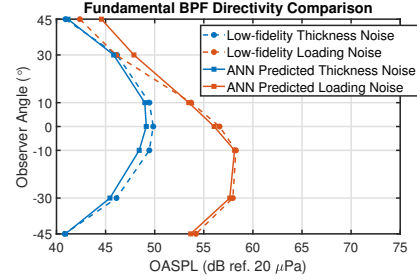 Fundamental BPF Directivity Comparison
Low-fidelity Thickness Noise
Low-fidelity Loading Noise
ANN Predicted Thickness Noise
ANN Predicted Loading Noise
Observer Angle (°)
45
30
10
0
-10
-30
-45
40 45 50 55 60 65 70 75
OASPL (dB ref. 20 μPa)